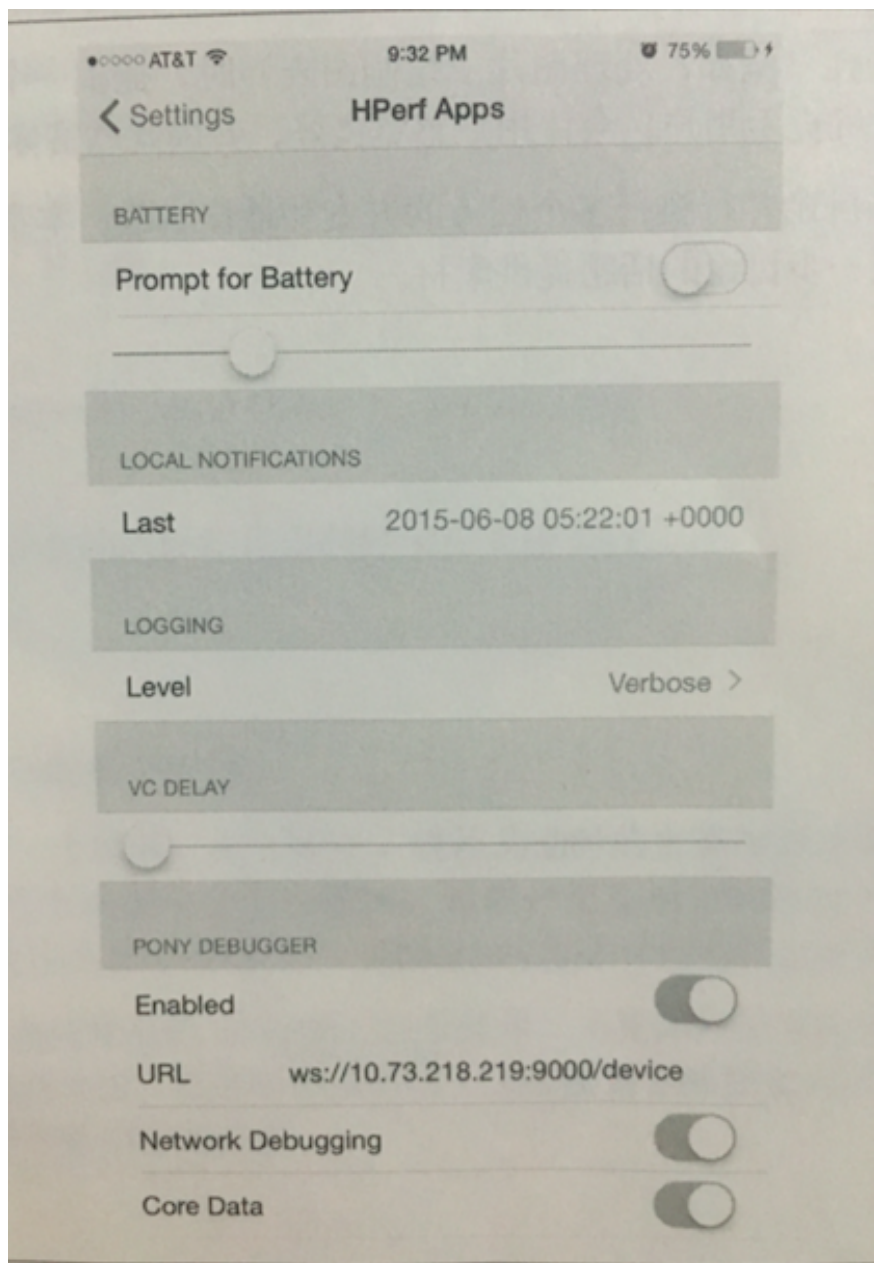 AT&T 9:32 PM 75%
Settings HPerf Apps
BATTERY
Prompt for Battery
LOCAL NOTIFICATIONS
Last 2015-06-08 05:22:01 +0000
LOGGING
Level Verbose >
VC DELAY
PONY DEBUGGER
Enabled
URL ws://10.73.218.219:9000/device
Network Debugging
Core Data